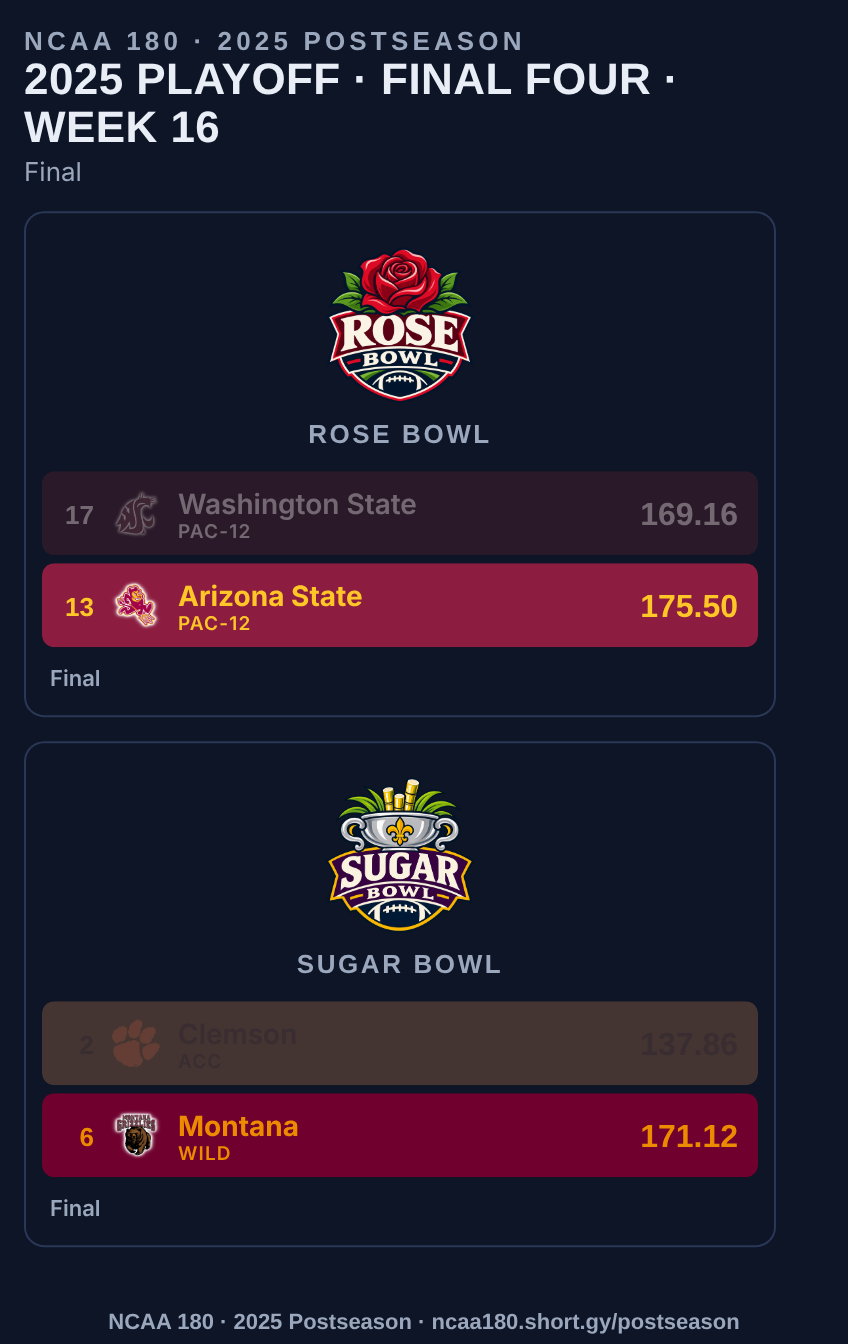 NCAA 180 · 2025 POSTSEASON
2025 PLAYOFF · FINAL FOUR ·
WEEK 16
Final
ROSE
BOWL
ROSE BOWL
17 Washington State 169.16
PAC-12
13 Arizona State 175.50
PAC-12
Final
SUGAR
BOWL
SUGAR BOWL
2 Clemson 137.86
ACC
MONTANA
GRIZZLIES
6 Montana 171.12
WILD
Final
NCAA 180 · 2025 Postseason · ncaa180.short.gy/postseason